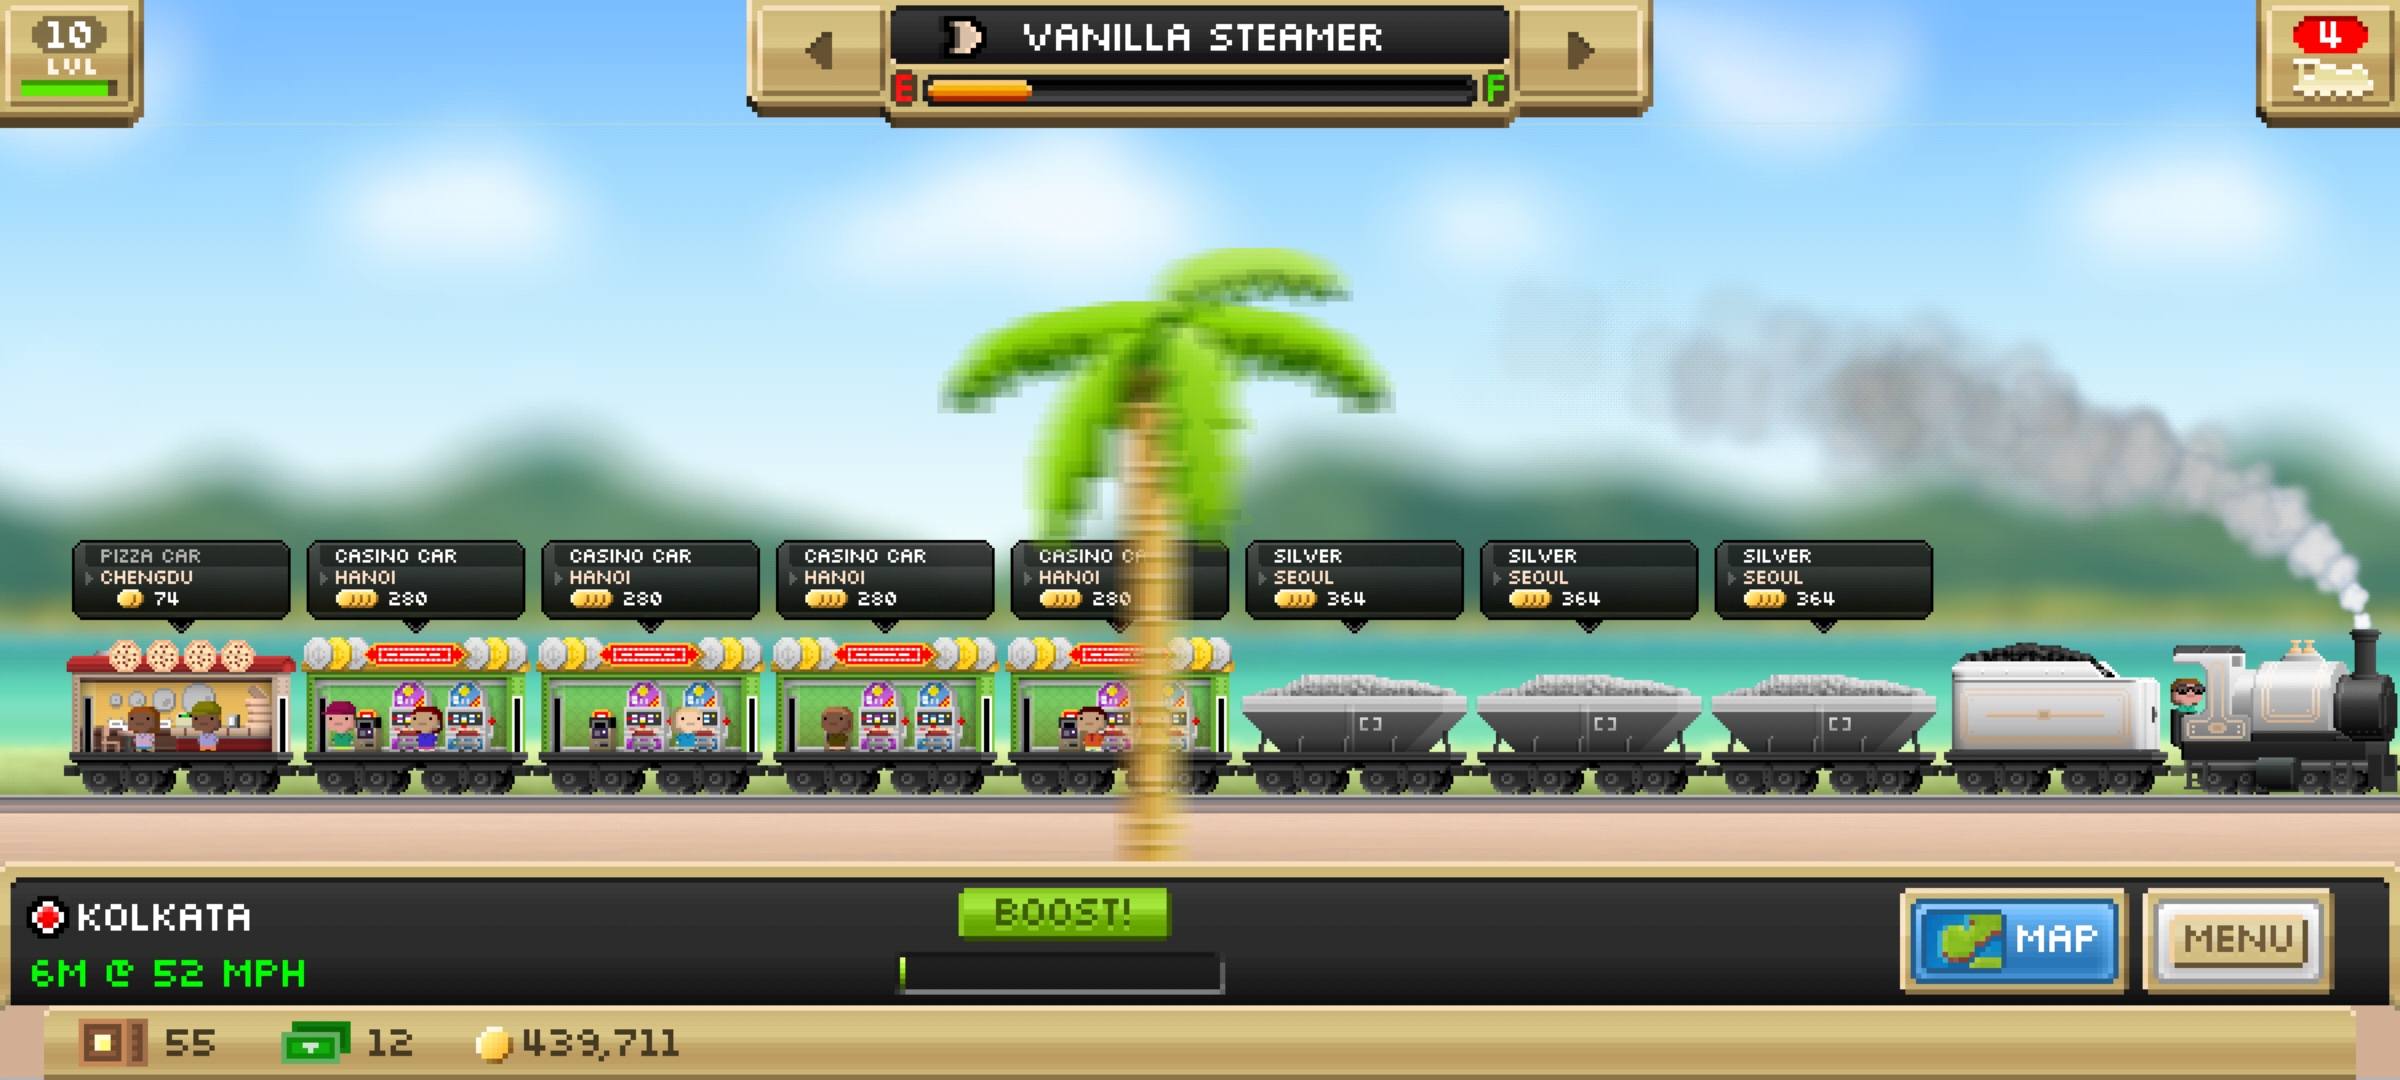 10
LVL
VANILLA STEAMER
E F
4
PIZZA CAR
CHENGDU
74
CASINO CAR
HANOI
280
CASINO CAR
HANOI
280
CASINO CAR
HANOI
280
CASINO CA
HANOI
280
SILVER
SEOUL
364
SILVER
SEOUL
364
SILVER
SEOUL
364
KOLKATA
6M @ 52 MPH
BOOST!
MAP
MENU
55
12
439,711